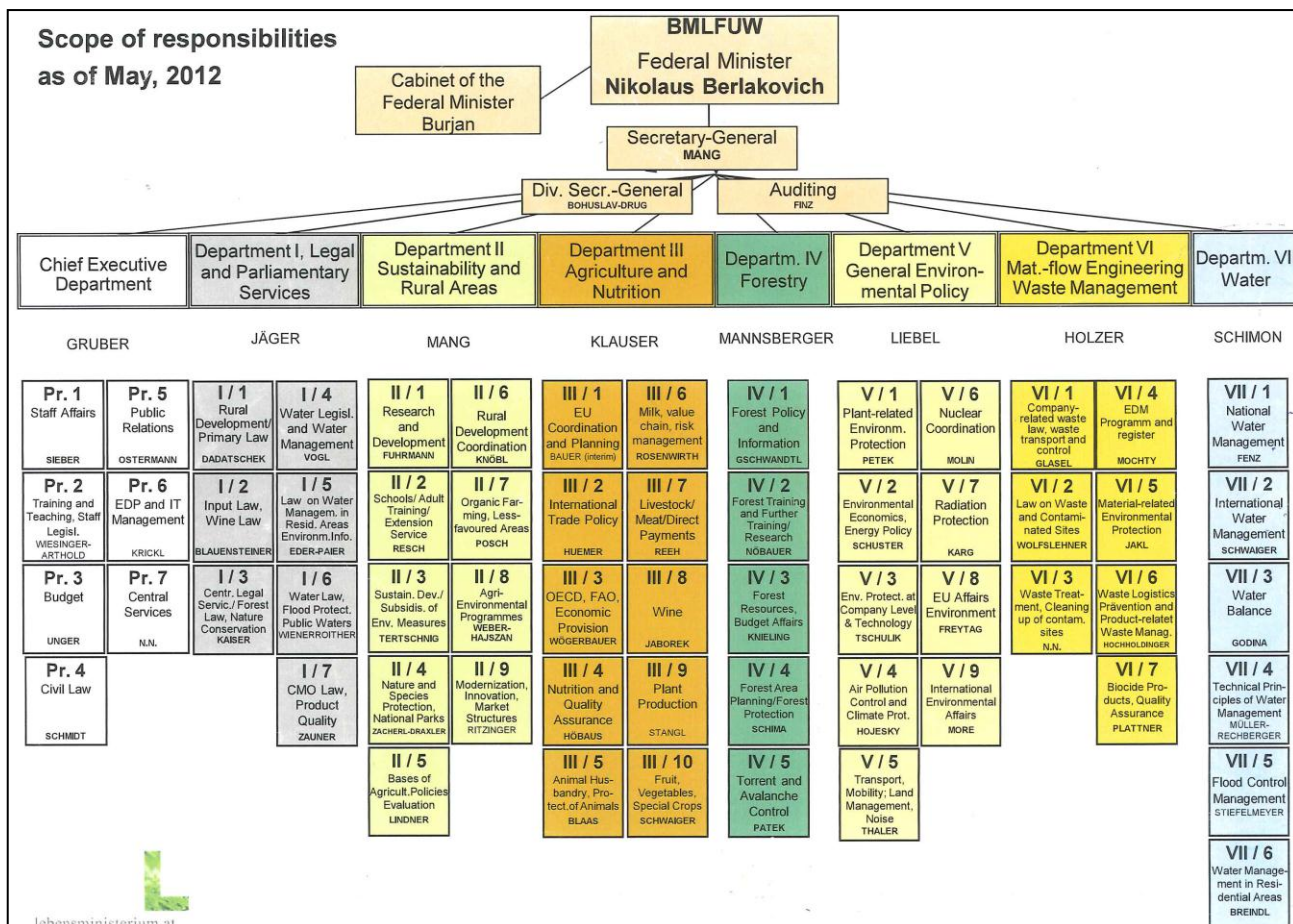 Scope of responsibilities
as of May, 2012
BMLFUW
Federal Minister
Nikolaus Berlakovich
Cabinet of the
Federal Minister
Burjan
Secretary-General
MANG
Div. Secr.-General
BOHUSLAV-DRUG
Auditing
FINZ
Chief Executive
Department
GRUBER
Department I, Legal
and Parliamentary
Services
JÄGER
Department II
Sustainability and
Rural Areas
MANG
Department III
Agriculture and
Nutrition
KLAUSER
Departm. IV
Forestry
MANNSBERGER
Department V
General Environ-
mental Policy
LIEBEL
Department VI
Mat.-flow Engineering
Waste Management
HOLZER
Departm. VI
Water
SCHIMON
Pr. 1
Staff Affairs
SIEBER
Pr. 2
Training and
Teaching, Staff
Legisl.
WIESINGER-
ARTHOLD
Pr. 3
Budget
UNGER
Pr. 4
Civil Law
SCHMIDT
Pr. 5
Public
Relations
OSTERMANN
Pr. 6
EDP and IT
Management
KRICKL
Pr. 7
Central
Services
N.N.
I / 1
Rural
Development/
Primary Law
DADATSCHEK
I / 2
Input Law,
Wine Law
BLAUENSTEINER
I / 3
Centr. Legal
Servic./ Forest
Law, Nature
Conservation
KAISER
I / 4
Water Legisl.
and Water
Management
VOGL
I / 5
Law on Water
Managem. in
Resid. Areas
Environm.Info.
EDER-PAIER
I / 6
Water Law,
Flood Protect.
Public Waters
WIENERROITHER
I / 7
CMO Law,
Product
Quality
ZAUNER
II / 1
Research
and
Development
FUHRMANN
II / 2
Schools/ Adult
Training/
Extension
Service
RESCH
II / 3
Sustain. Dev./
Subsidis. of
Env. Measures
TERTSCHNIG
II / 4
Nature and
Species
Protection,
National Parks
ZACHERL-DRAXLER
II / 5
Bases of
Agricult.Policies
Evaluation
LINDNER
II / 6
Rural
Development
Coordination
KNÖBL
II / 7
Organic Far-
ming, Less-
favoured Areas
POSCH
II / 8
Agri-
Environmental
Programmes
WEBER-
HAJSZAN
II / 9
Modernization,
Innovation,
Market
Structures
RITZINGER
III / 1
EU
Coordination
and Planning
BAUER (interim)
III / 2
International
Trade Policy
HUEMER
III / 3
OECD, FAO,
Economic
Provision
WÖGERBAUER
III / 4
Nutrition and
Quality
Assurance
HÖBAUS
III / 5
Animal Hus-
bandry, Pro-
tect.of Animals
BLAAS
III / 6
Milk, value
chain, risk
management
ROSENWIRTH
III / 7
Livestock/
Meat/Direct
Payments
REEH
III / 8
Wine
JABOREK
III / 9
Plant
Production
STANGL
III / 10
Fruit,
Vegetables,
Special Crops
SCHWAIGER
IV / 1
Forest Policy
and
Information
GSCHWANDTL
IV / 2
Forest Training
and Further
Training/
Research
NÖBAUER
IV / 3
Forest
Resources,
Budget Affairs
KNIELING
IV / 4
Forest Area
Planning/Forest
Protection
SCHIMA
IV / 5
Torrent and
Avalanche
Control
PATEK
V / 1
Plant-related
Environm.
Protection
PETEK
V / 2
Environmental
Economics,
Energy Policy
SCHUSTER
V / 3
Env. Protect. at
Company Level
& Technology
TSCHULIK
V / 4
Air Pollution
Control and
Climate Prot.
HOJESKY
V / 5
Transport,
Mobility; Land
Management,
Noise
THALER
V / 6
Nuclear
Coordination
MOLIN
V / 7
Radiation
Protection
KARG
V / 8
EU Affairs
Environment
FREYTAG
V / 9
International
Environmental
Affairs
MORE
VI / 1
Company-
related waste
law, waste
transport and
control
GLASEL
VI / 2
Law on Waste
and Contami-
nated Sites
WOLFSLEHNER
VI / 3
Waste Treat-
ment, Cleaning
up of contam.
sites
N.N.
VI / 4
EDM
Programm and
register
MOCHTY
VI / 5
Material-related
Environmental
Protection
JAKL
VI / 6
Waste Logistics
Prävention and
Product-relatet
Waste Manag.
HOCHHOLDINGER
VI / 7
Biocide Pro-
ducts, Quality
Assurance
PLATTNER
VII / 1
National
Water
Management
FENZ
VII / 2
International
Water
Management
SCHWAIGER
VII / 3
Water
Balance
GODINA
VII / 4
Technical Prin-
ciples of Water
Management
MÜLLER-
RECHBERGER
VII / 5
Flood Control
Management
STIEFELMEYER
VII / 6
Water Manage-
ment in Resi-
dential Areas
BREINDL
L
lebensministerium.at